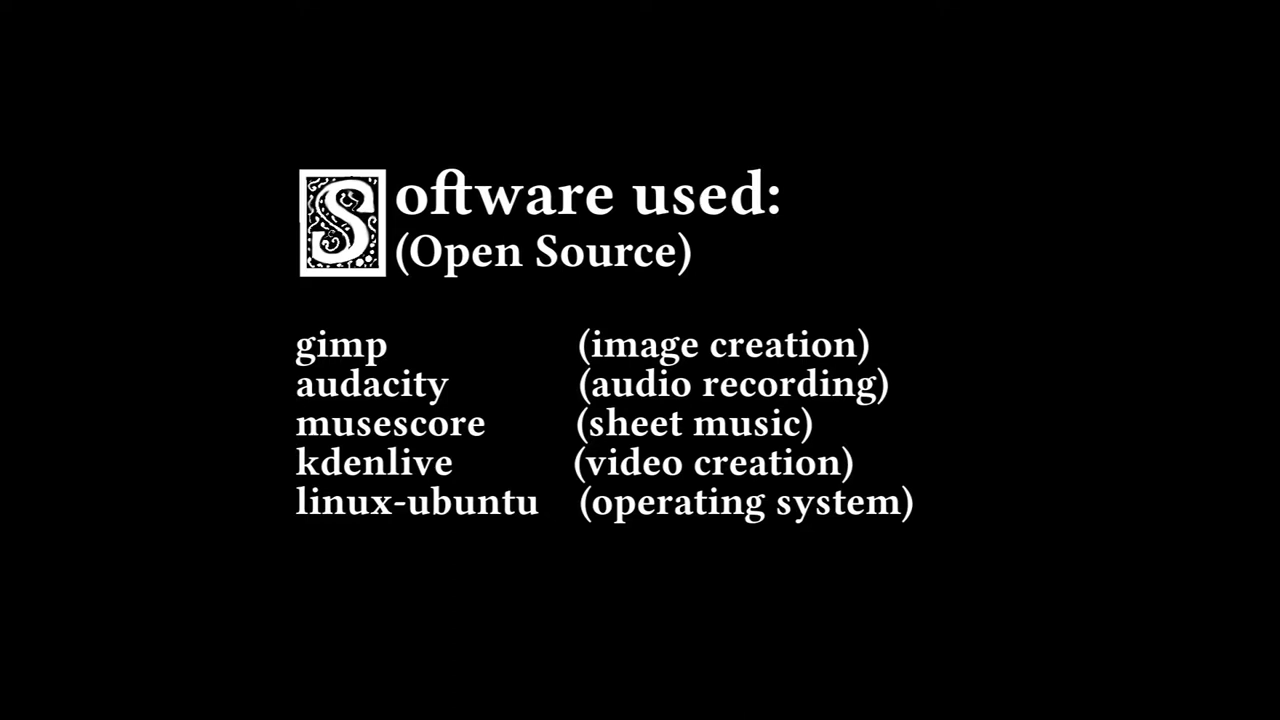 Software used:
(Open Source)
gimp (image creation)
audacity (audio recording)
musescore (sheet music)
kdenlive (video creation)
linux-ubuntu (operating system)